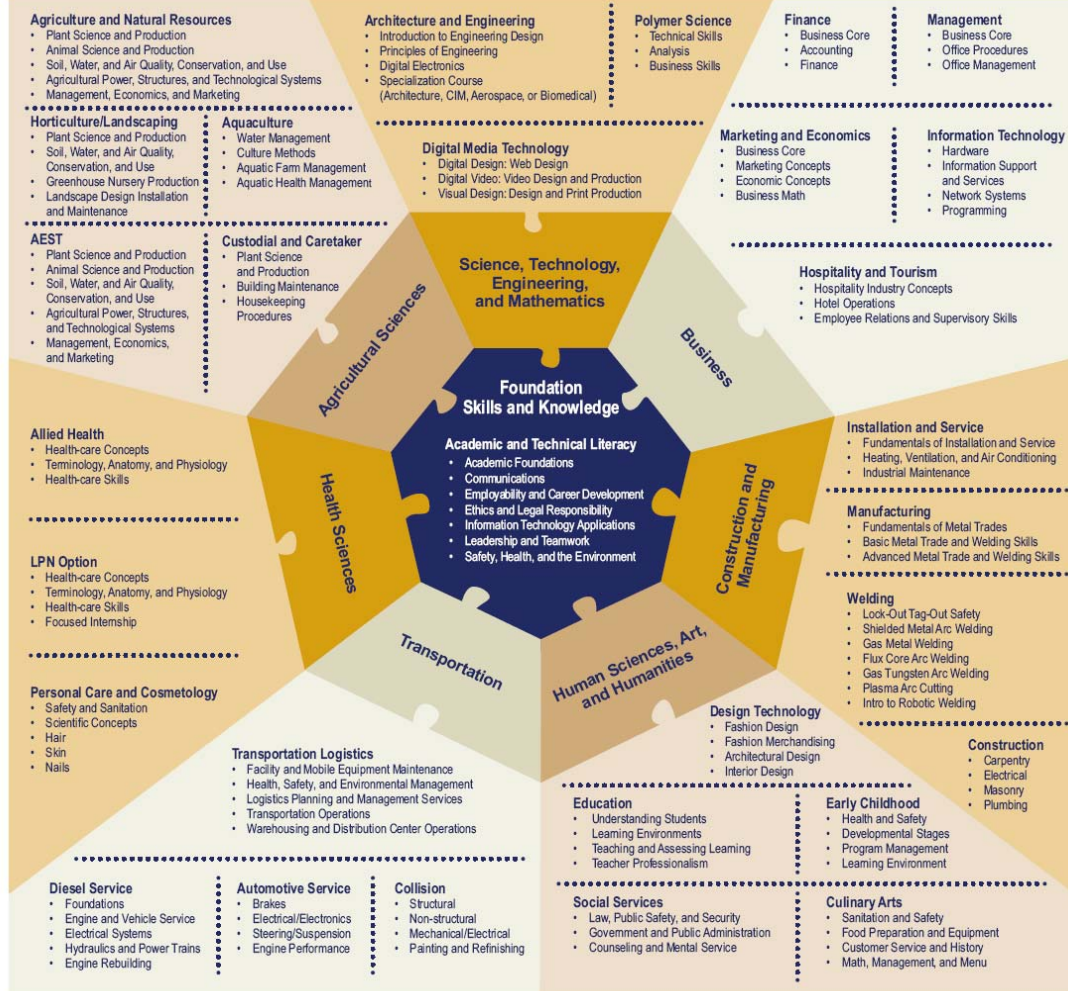 Agriculture and Natural Resources
• Plant Science and Production
• Animal Science and Production
• Soil, Water, and Air Quality, Conservation, and Use
• Agricultural Power, Structures, and Technological Systems
• Management, Economics, and Marketing
Horticulture/Landscaping
• Plant Science and Production
• Soil, Water, and Air Quality,
Conservation, and Use
• Greenhouse Nursery Production
• Landscape Design Installation
and Maintenance
Aquaculture
• Water Management
• Culture Methods
• Aquatic Farm Management
• Aquatic Health Management
AEST
• Plant Science and Production
• Animal Science and Production
• Soil, Water, and Air Quality,
Conservation, and Use
• Agricultural Power, Structures,
and Technological Systems
• Management, Economics,
and Marketing
Custodial and Caretaker
• Plant Science
and Production
• Building Maintenance
• Housekeeping
Procedures
Agricultural Sciences
Architecture and Engineering
• Introduction to Engineering Design
• Principles of Engineering
• Digital Electronics
• Specialization Course
(Architecture, CIM, Aerospace, or Biomedical)
Polymer Science
• Technical Skills
• Analysis
• Business Skills
Digital Media Technology
• Digital Design: Web Design
• Digital Video: Video Design and Production
• Visual Design: Design and Print Production
Science, Technology,
Engineering,
and Mathematics
Finance
• Business Core
• Accounting
• Finance
Management
• Business Core
• Office Procedures
• Office Management
Marketing and Economics
• Business Core
• Marketing Concepts
• Economic Concepts
• Business Math
Information Technology
• Hardware
• Information Support
and Services
• Network Systems
• Programming
Hospitality and Tourism
• Hospitality Industry Concepts
• Hotel Operations
• Employee Relations and Supervisory Skills
Business
Foundation
Skills and Knowledge
Academic and Technical Literacy
• Academic Foundations
• Communications
• Employability and Career Development
• Ethics and Legal Responsibility
• Information Technology Applications
• Leadership and Teamwork
• Safety, Health, and the Environment
Allied Health
• Health-care Concepts
• Terminology, Anatomy, and Physiology
• Health-care Skills
LPN Option
• Health-care Concepts
• Terminology, Anatomy, and Physiology
• Health-care Skills
• Focused Internship
Personal Care and Cosmetology
• Safety and Sanitation
• Scientific Concepts
• Hair
• Skin
• Nails
Health Sciences
Installation and Service
• Fundamentals of Installation and Service
• Heating, Ventilation, and Air Conditioning
• Industrial Maintenance
Manufacturing
• Fundamentals of Metal Trades
• Basic Metal Trade and Welding Skills
• Advanced Metal Trade and Welding Skills
Welding
• Lock-Out Tag-Out Safety
• Shielded Metal Arc Welding
• Gas Metal Welding
• Flux Core Arc Welding
• Gas Tungsten Arc Welding
• Plasma Arc Cutting
• Intro to Robotic Welding
Construction
• Carpentry
• Electrical
• Masonry
• Plumbing
Construction and
Manufacturing
Transportation
Transportation Logistics
• Facility and Mobile Equipment Maintenance
• Health, Safety, and Environmental Management
• Logistics Planning and Management Services
• Transportation Operations
• Warehousing and Distribution Center Operations
Diesel Service
• Foundations
• Engine and Vehicle Service
• Electrical Systems
• Hydraulics and Power Trains
• Engine Rebuilding
Automotive Service
• Brakes
• Electrical/Electronics
• Steering/Suspension
• Engine Performance
Collision
• Structural
• Non-structural
• Mechanical/Electrical
• Painting and Refinishing
Human Sciences, Art,
and Humanities
Design Technology
• Fashion Design
• Fashion Merchandising
• Architectural Design
• Interior Design
Education
• Understanding Students
• Learning Environments
• Teaching and Assessing Learning
• Teacher Professionalism
Early Childhood
• Health and Safety
• Developmental Stages
• Program Management
• Learning Environment
Social Services
• Law, Public Safety, and Security
• Government and Public Administration
• Counseling and Mental Service
Culinary Arts
• Sanitation and Safety
• Food Preparation and Equipment
• Customer Service and History
• Math, Management, and Menu